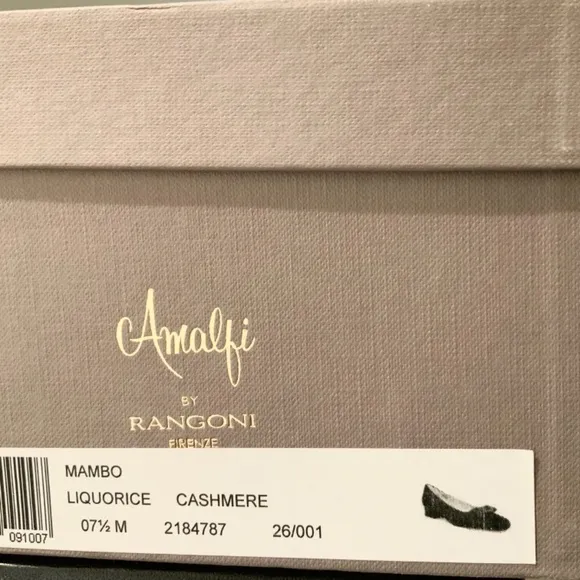 Amalfi
BY
RANGONI
FIRENZE
MAMBO
LIQUORICE CASHMERE
07½ M 2184787 26/001
091007